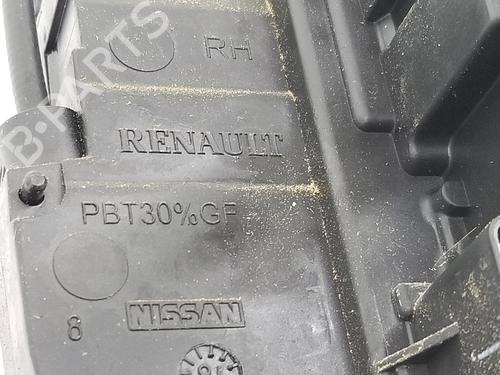 RH
B-PARTS
RENAULT
PBT30%GF
NISSAN
8